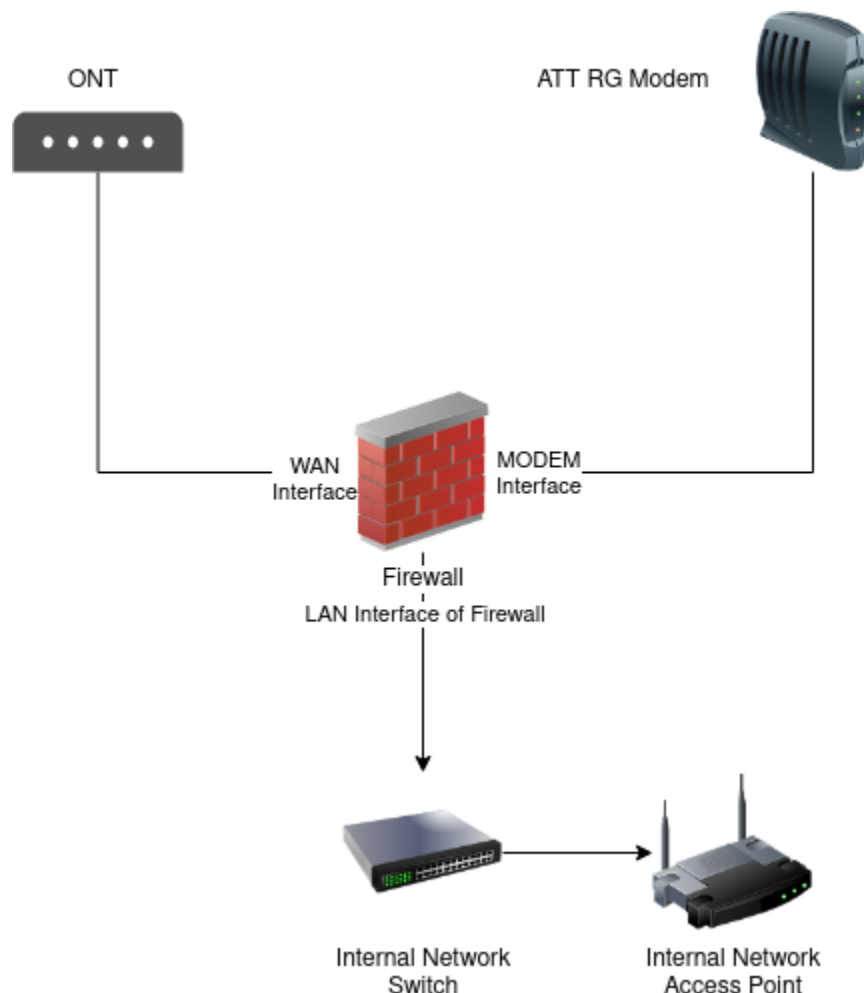 ONT
ATT RG Modem
WAN
Interface
MODEM
Interface
Firewall
LAN Interface of Firewall
Internal Network
Switch
Internal Network
Access Point